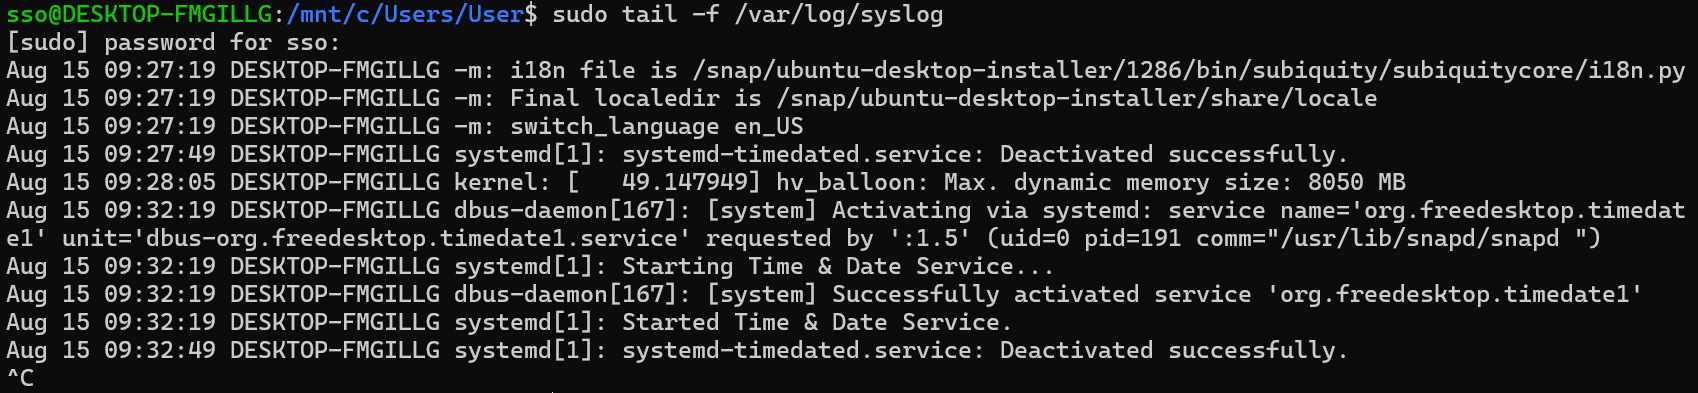 sso@DESKTOP-FMGILLG:/mnt/c/Users/User$ sudo tail -f /var/log/syslog
[sudo] password for sso:
Aug 15 09:27:19 DESKTOP-FMGILLG -m: i18n file is /snap/ubuntu-desktop-installer/1286/bin/subiquity/subiquitycore/i18n.py
Aug 15 09:27:19 DESKTOP-FMGILLG -m: Final localedir is /snap/ubuntu-desktop-installer/share/locale
Aug 15 09:27:19 DESKTOP-FMGILLG -m: switch_language en_US
Aug 15 09:27:49 DESKTOP-FMGILLG systemd[1]: systemd-timedated.service: Deactivated successfully.
Aug 15 09:28:05 DESKTOP-FMGILLG kernel: [   49.147949] hv_balloon: Max. dynamic memory size: 8050 MB
Aug 15 09:32:19 DESKTOP-FMGILLG dbus-daemon[167]: [system] Activating via systemd: service name='org.freedesktop.timedat
e1' unit='dbus-org.freedesktop.timedate1.service' requested by ':1.5' (uid=0 pid=191 comm="/usr/lib/snapd/snapd ")
Aug 15 09:32:19 DESKTOP-FMGILLG systemd[1]: Starting Time & Date Service...
Aug 15 09:32:19 DESKTOP-FMGILLG dbus-daemon[167]: [system] Successfully activated service 'org.freedesktop.timedate1'
Aug 15 09:32:19 DESKTOP-FMGILLG systemd[1]: Started Time & Date Service.
Aug 15 09:32:49 DESKTOP-FMGILLG systemd[1]: systemd-timedated.service: Deactivated successfully.
^C